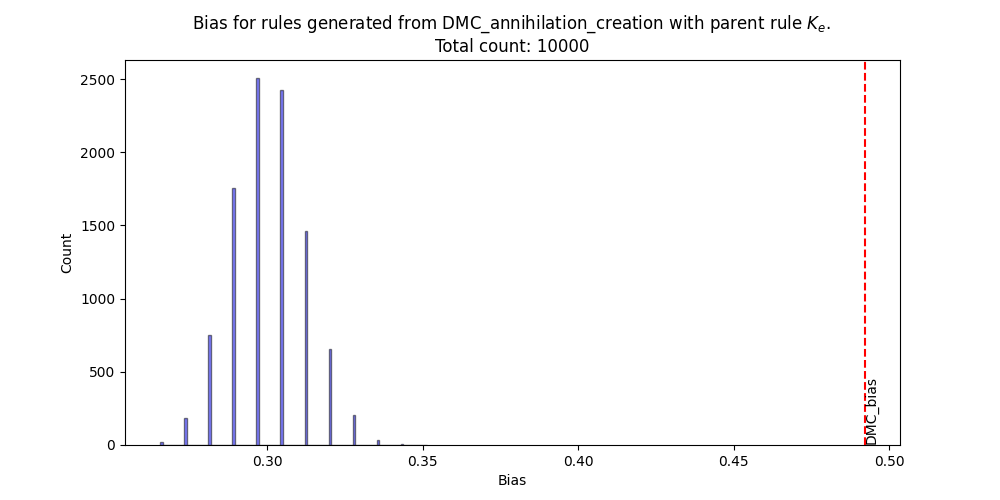 Bias for rules generated from DMC_annihilation_creation with parent rule $K_e$.
Total count: 10000
Count
2500
2000
1500
1000
500
0
DMC_bias
0.30
0.35
0.40
0.45
0.50
Bias